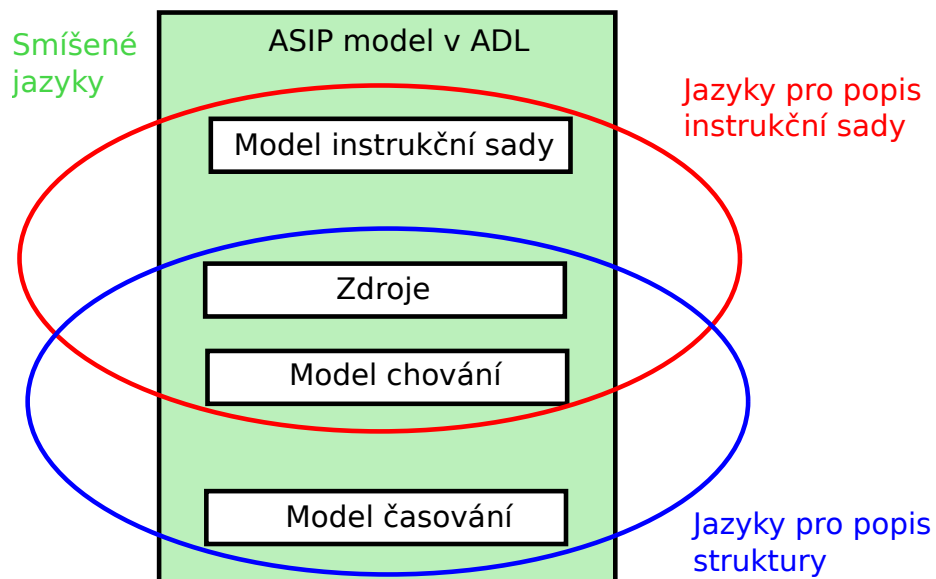 Smíšené
jazyky
ASIP model v ADL
Jazyky pro popis
instrukční sady
Model instrukční sady
Zdroje
Model chování
Model časování
Jazyky pro popis
struktury